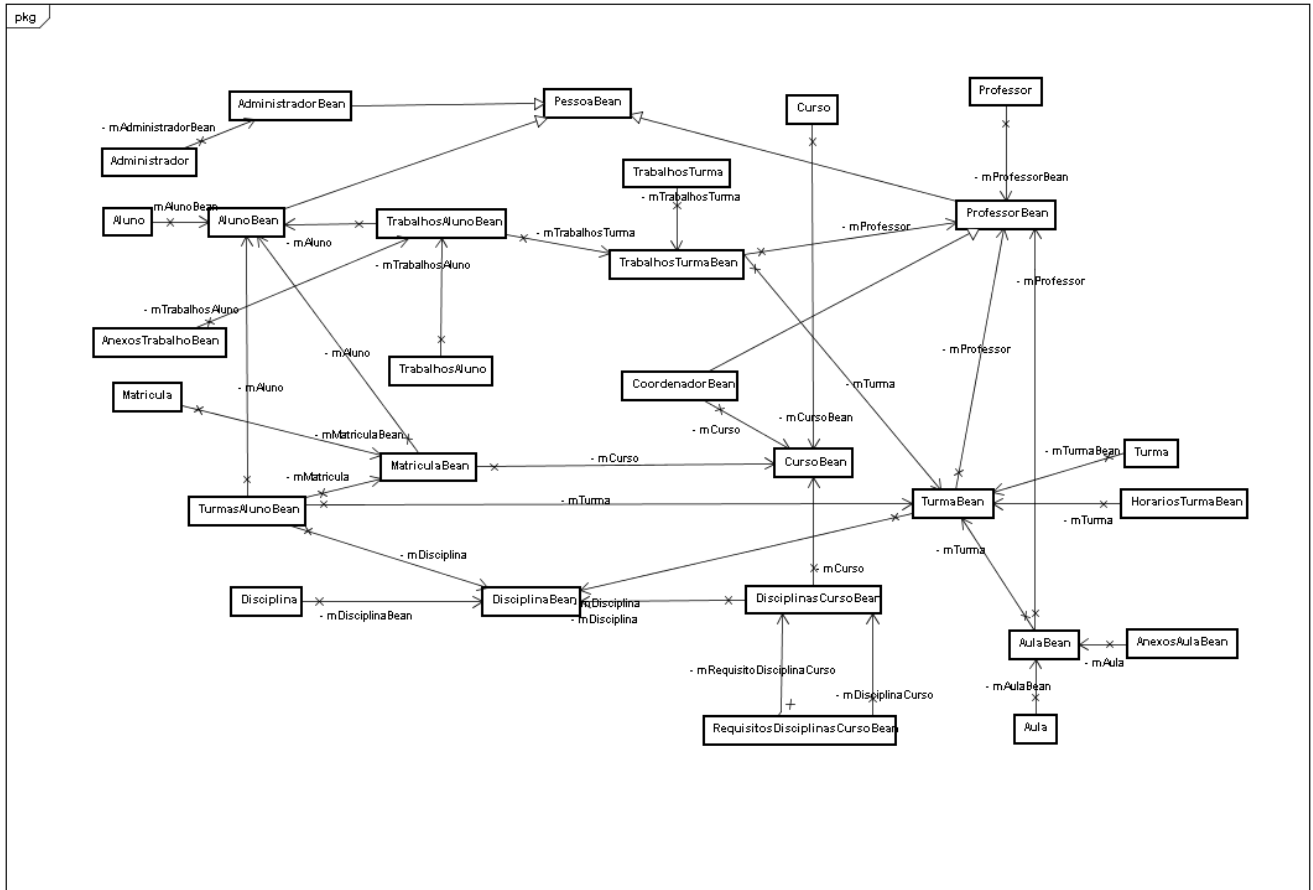 pkg
Professor
PessoaBean
AdministradorBean
Curso
- mAdministradorBean
Administrador
TrabalhosTurma
- mProfessorBean
- mTrabalhosTurma
mAlunoBean
Aluno
AlunoBean
TrabalhosAlunoBean
ProfessorBean
- mProfessor
- mTrabalhosTurma
- mAluno
TrabalhosTurmaBean
- mTrabalhosAluno
- mProfessor
- mTrabalhosAluno
AnexosTrabalhoBean
- mProfessor
- mAluno
TrabalhosAluno
CoordenadorBean
- mTurma
- mAluno
Matricula
- mCursoBean
- mCurso
- mMatriculaBean
- mTurmaBean
Turma
MatriculaBean
- mCurso
CursoBean
- mMatricula
TurmasAlunoBean
- mTurma
TurmaBean
HorariosTurmaBean
- mTurma
- mTurma
- mDisciplina
- mCurso
Disciplina
DisciplinaBean
- mDisciplina
DisciplinasCursoBean
- mDisciplinaBean
- mDisciplina
AulaBean
AnexosAulaBean
- mAula
- mRequisitoDisciplinaCurso
- mAulaBean
- mDisciplinaCurso
RequisitosDisciplinasCursoBean
Aula